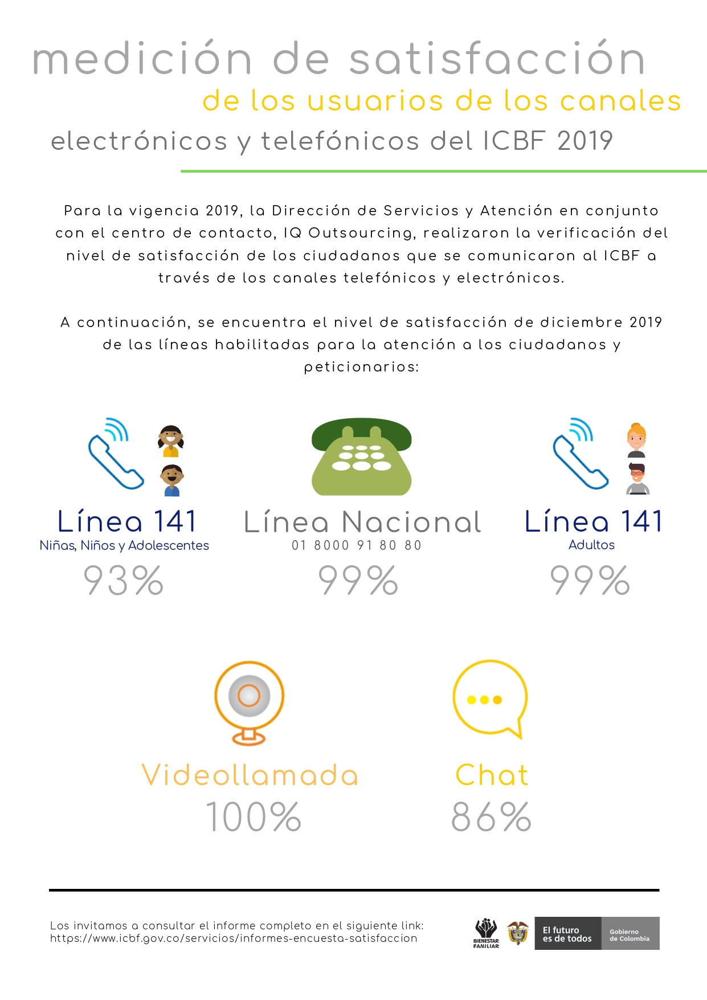 medición de satisfacción
de los usuarios de los canales
electrónicos y telefónicos del ICBF 2019
Para la vigencia 2019, la Dirección de Servicios y Atención en conjunto
con el centro de contacto, IQ Outsourcing, realizaron la verificación del
nivel de satisfacción de los ciudadanos que se comunicaron al ICBF a
través de los canales telefónicos y electrónicos.
A continuación, se encuentra el nivel de satisfacción de diciembre 2019
de las líneas habilitadas para la atención a los ciudadanos y
peticionarios:
Línea 141
Niñas, Niños y Adolescentes
93%
Línea Nacional
01 8000 91 80 80
99%
Línea 141
Adultos
99%
Videollamada
100%
Chat
86%
Los invitamos a consultar el informe completo en el siguiente link:
https://www.icbf.gov.co/servicios/informes-encuesta-satisfaccion
BIENESTAR
FAMILIAR
El futuro
es de todos
Gobierno
de Colombia